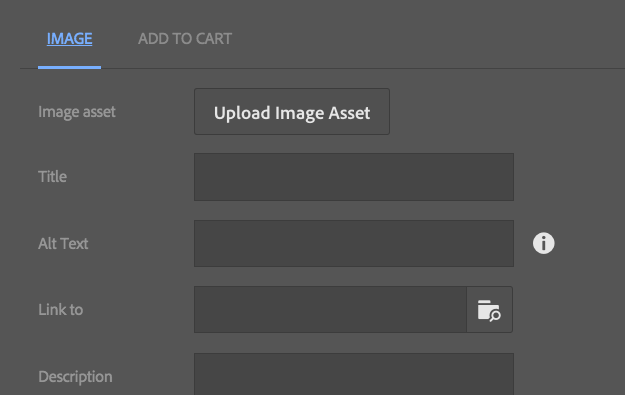 IMAGE ADD TO CART
Image asset Upload Image Asset
Title
Alt Text
Link to
Description